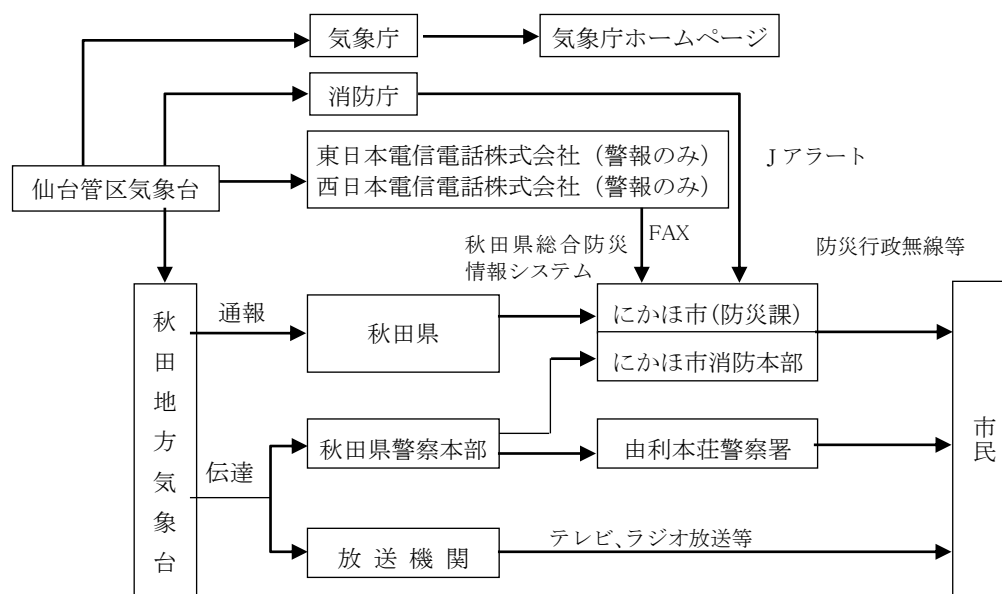 気象庁
気象庁ホームページ
消防庁
東日本電信電話株式会社（警報のみ）
西日本電信電話株式会社（警報のみ）
Jアラート
仙台管区気象台
FAX
秋田県総合防災
情報システム
防災行政無線等
秋田地方気象台
通報
秋田県
にかほ市（防災課）
にかほ市消防本部
市民
伝達
秋田県警察本部
由利本荘警察署
放送機関
テレビ、ラジオ放送等